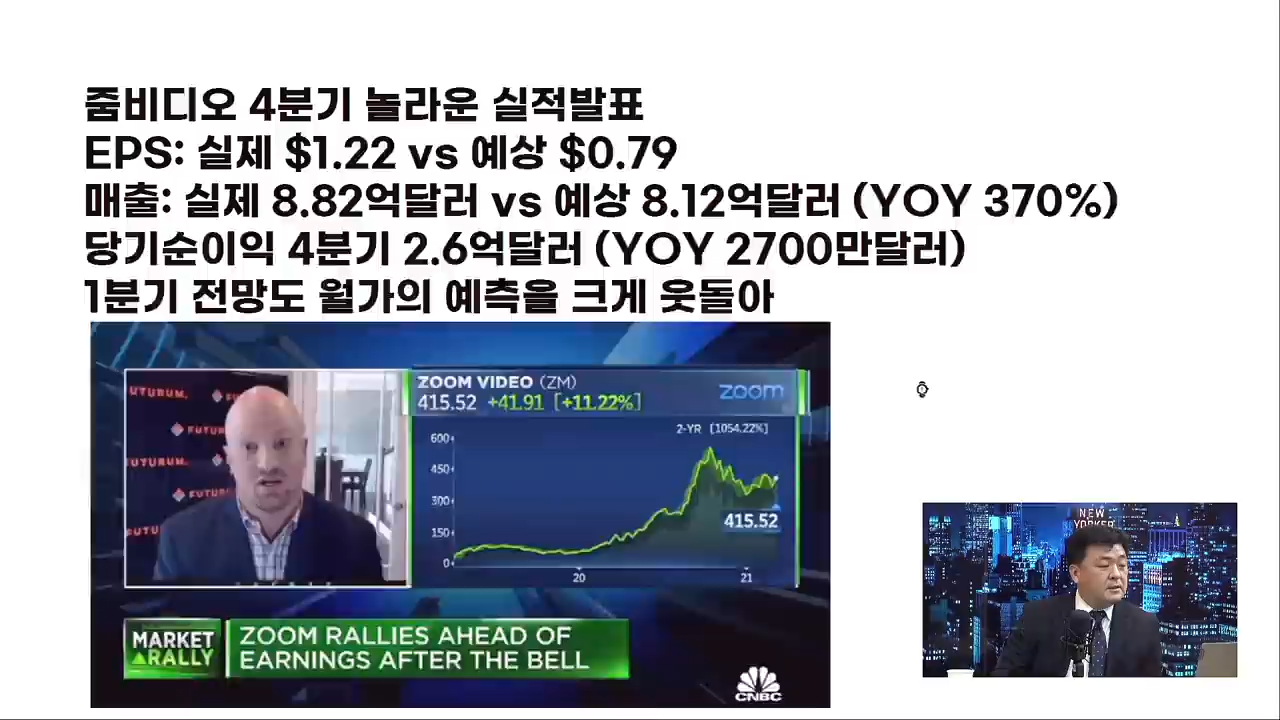 줌비디오 4분기 놀라운 실적발표
EPS: 실제 $1.22 vs 예상 $0.79
매출: 실제 8.82억달러 vs 예상 8.12억달러 (YOY 370%)
당기순이익 4분기 2.6억달러 (YOY 2700만달러)
1분기 전망도 월가의 예측을 크게 웃돌아
FUTURUM.
FUTURUM.
FUTURUM.
ZOOM VIDEO (ZM)
415.52 +41.91 [+11.22%]
zoom
2-YR [1054.22%]
600
450
300
150
0
415.52
20
21
MARKET
RALLY
ZOOM RALLIES AHEAD OF
EARNINGS AFTER THE BELL
CNBC
NEW
YORKER